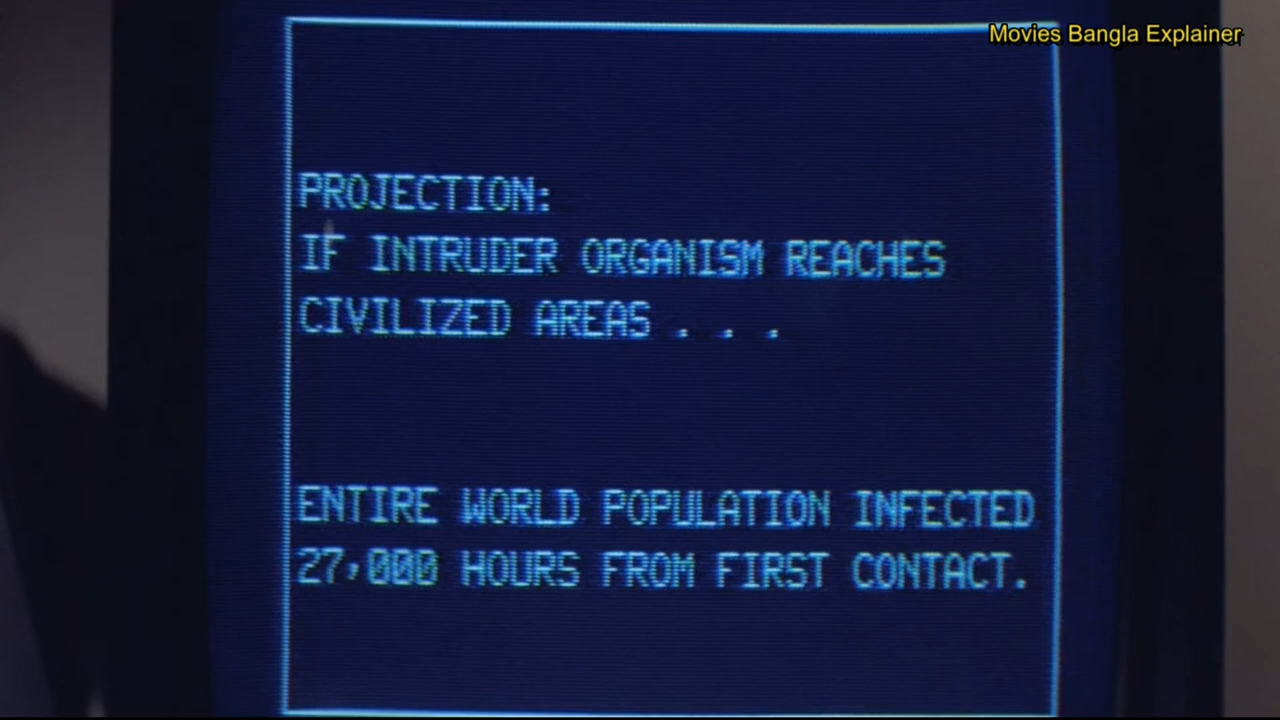 Movies Bangla Explainer
PROJECTION:
IF INTRUDER ORGANISM REACHES
CIVILIZED AREAS . . .
ENTIRE WORLD POPULATION INFECTED
27,000 HOURS FROM FIRST CONTACT.